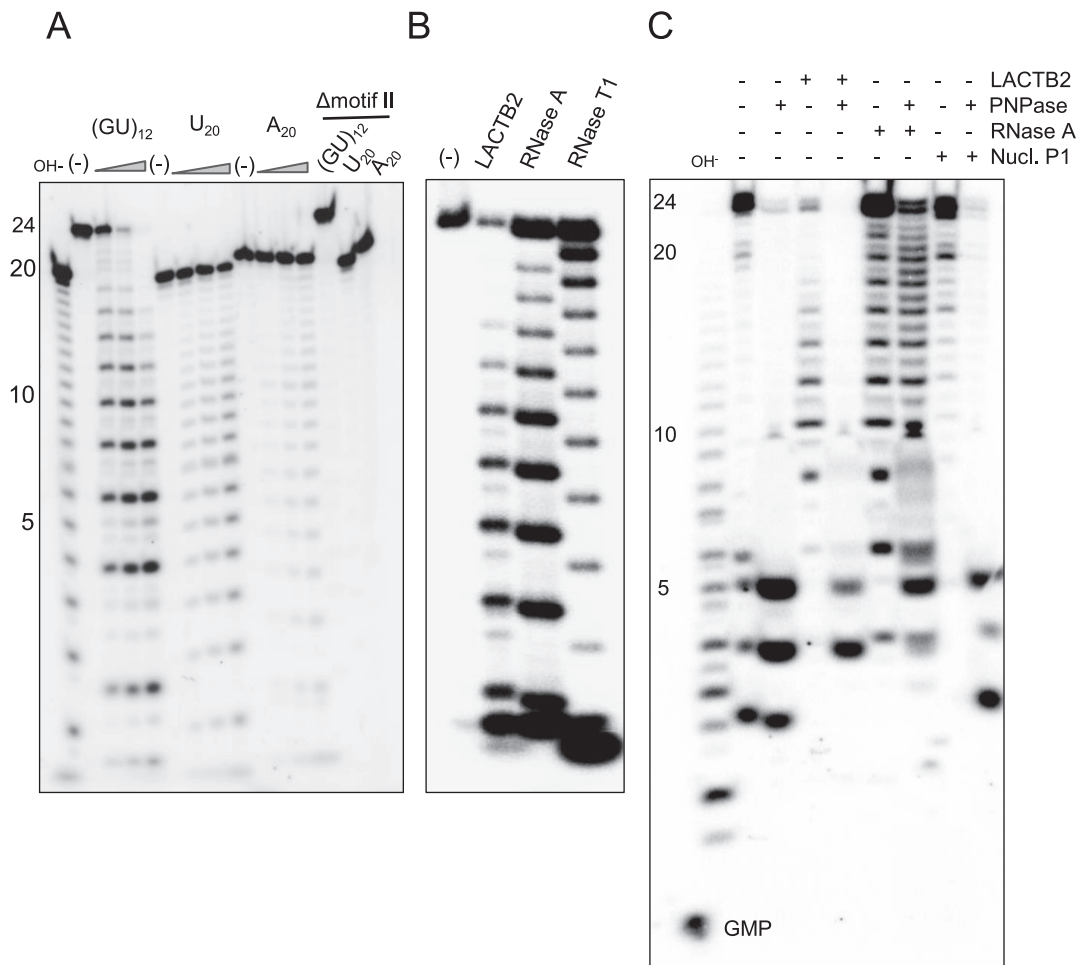 A
B
C
Δmotif II
(GU)12 U20 A20 (GU)12 U20 A20
OH- (-) (-) (-)
24
20
10
5
(-) LACTB2 RNase A RNase T1
- - + + - - - - LACTB2
- + - + - + - + PNPase
- - - - + + - - RNase A
OH- - - - - - - + + Nucl. P1
24
20
10
5
GMP